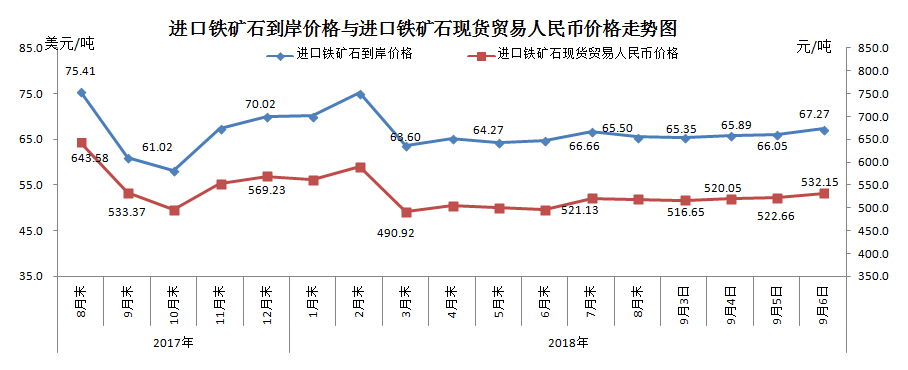 进口铁矿石到岸价格与进口铁矿石现货贸易人民币价格走势图
美元/吨
元/吨
进口铁矿石到岸价格
进口铁矿石现货贸易人民币价格
85.0
75.0
65.0
55.0
45.0
35.0
850.0
800.0
750.0
700.0
650.0
600.0
550.0
500.0
450.0
400.0
350.0
75.41
61.02
70.02
63.60
64.27
66.66
65.50
65.35
65.89
66.05
67.27
643.58
533.37
569.23
490.92
521.13
516.65
520.05
522.66
532.15
8月末
9月末
10月末
11月末
12月末
1月末
2月末
3月末
4月末
5月末
6月末
7月末
8月末
9月3日
9月4日
9月5日
9月6日
2017年
2018年